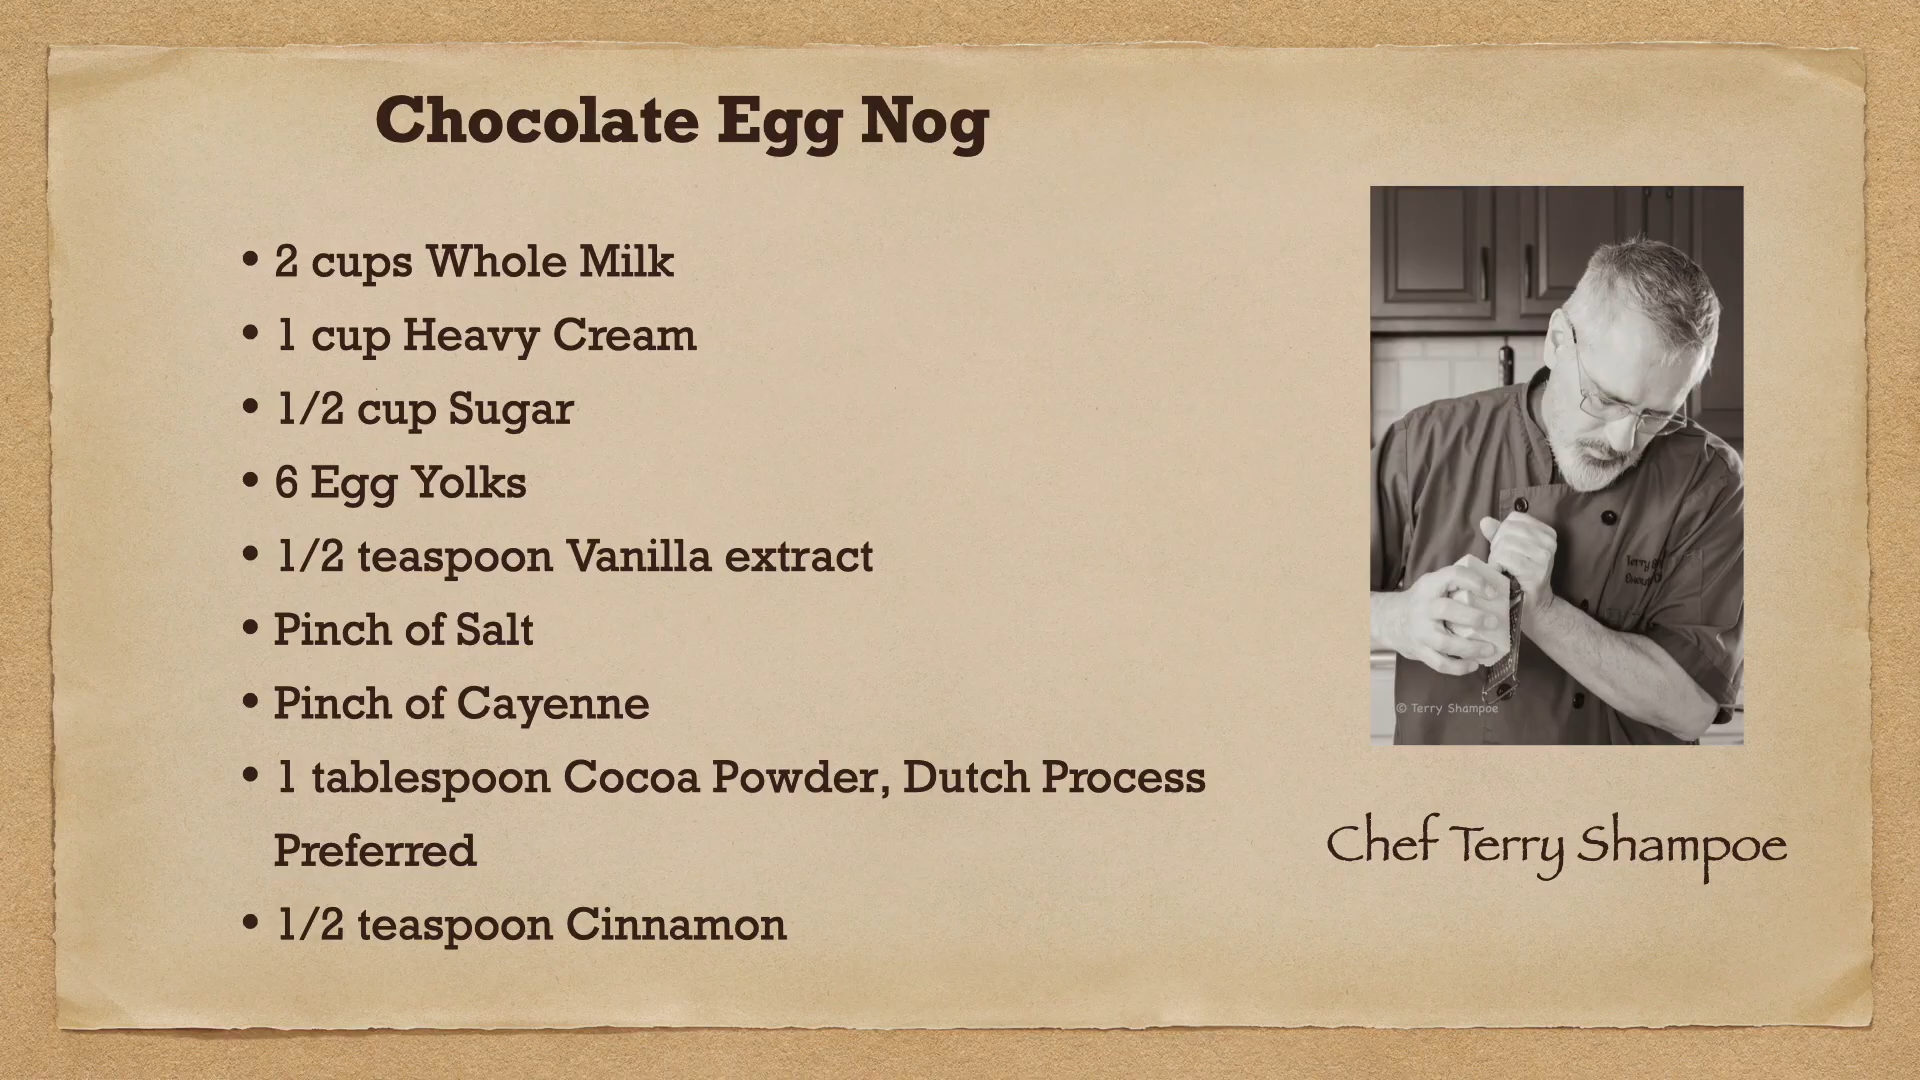 Chocolate Egg Nog
• 2 cups Whole Milk
• 1 cup Heavy Cream
• 1/2 cup Sugar
• 6 Egg Yolks
• 1/2 teaspoon Vanilla extract
• Pinch of Salt
• Pinch of Cayenne
• 1 tablespoon Cocoa Powder, Dutch Process
Preferred
• 1/2 teaspoon Cinnamon
Terry
© Terry Shampoe
Chef Terry Shampoe